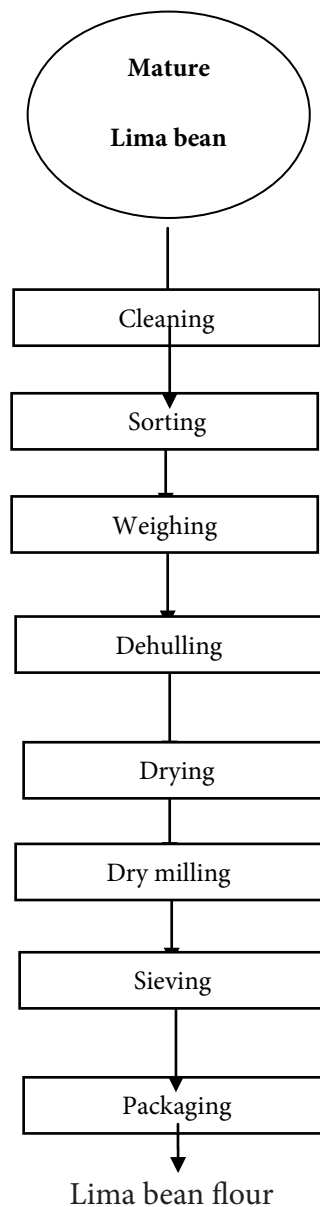 Mature
Lima bean
Cleaning
Sorting
Weighing
Dehulling
Drying
Dry milling
Sieving
Packaging
Lima bean flour